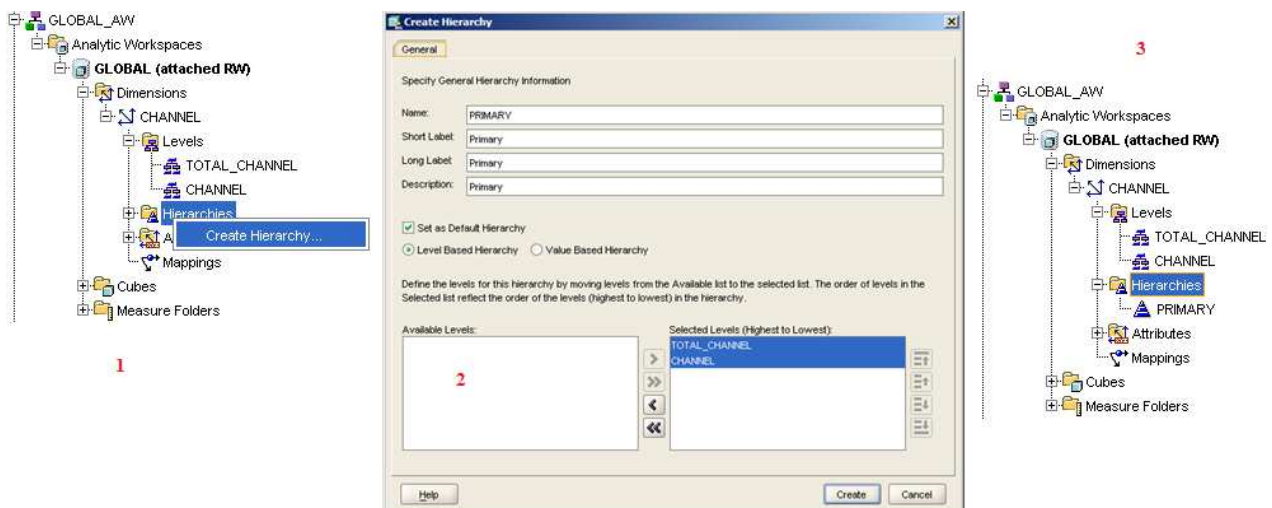 GLOBAL_AW
Analytic Workspaces
GLOBAL (attached RW)
Dimensions
CHANNEL
Levels
TOTAL_CHANNEL
CHANNEL
Hierarchies
Create Hierarchy...
A
Mappings
Cubes
Measure Folders
1
Create Hierarchy
General
Specify General Hierarchy Information
Name: PRIMARY
Short Label: Primary
Long Label: Primary
Description: Primary
Set as Default Hierarchy
Level Based Hierarchy Value Based Hierarchy
Define the levels for this hierarchy by moving levels from the Available list to the selected list. The order of levels in the
Selected list reflect the order of the levels (highest to lowest) in the hierarchy.
Available Levels: Selected Levels (Highest to Lowest):
TOTAL_CHANNEL
CHANNEL
2
Help Create Cancel
3
GLOBAL_AW
Analytic Workspaces
GLOBAL (attached RW)
Dimensions
CHANNEL
Levels
TOTAL_CHANNEL
CHANNEL
Hierarchies
PRIMARY
Attributes
Mappings
Cubes
Measure Folders